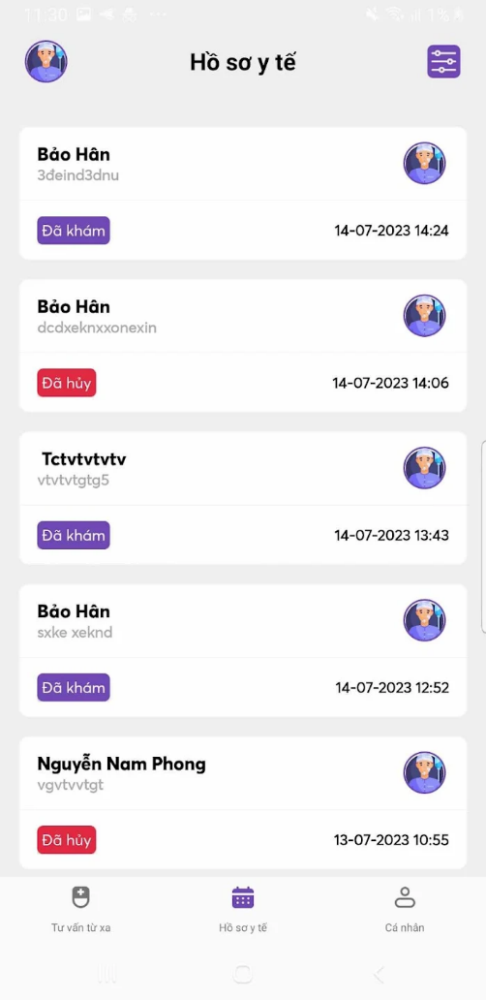 11:30
1%
Hồ sơ y tế
Bảo Hân
3đeind3dnu
Đã khám 14-07-2023 14:24
Bảo Hân
dcdxeknxxonexin
Đã hủy 14-07-2023 14:06
Tctvtvtvtv
vtvtvtgtg5
Đã khám 14-07-2023 13:43
Bảo Hân
sxke xeknd
Đã khám 14-07-2023 12:52
Nguyễn Nam Phong
vgvtvvtgt
Đã hủy 13-07-2023 10:55
Tư vấn từ xa Hồ sơ y tế Cá nhân